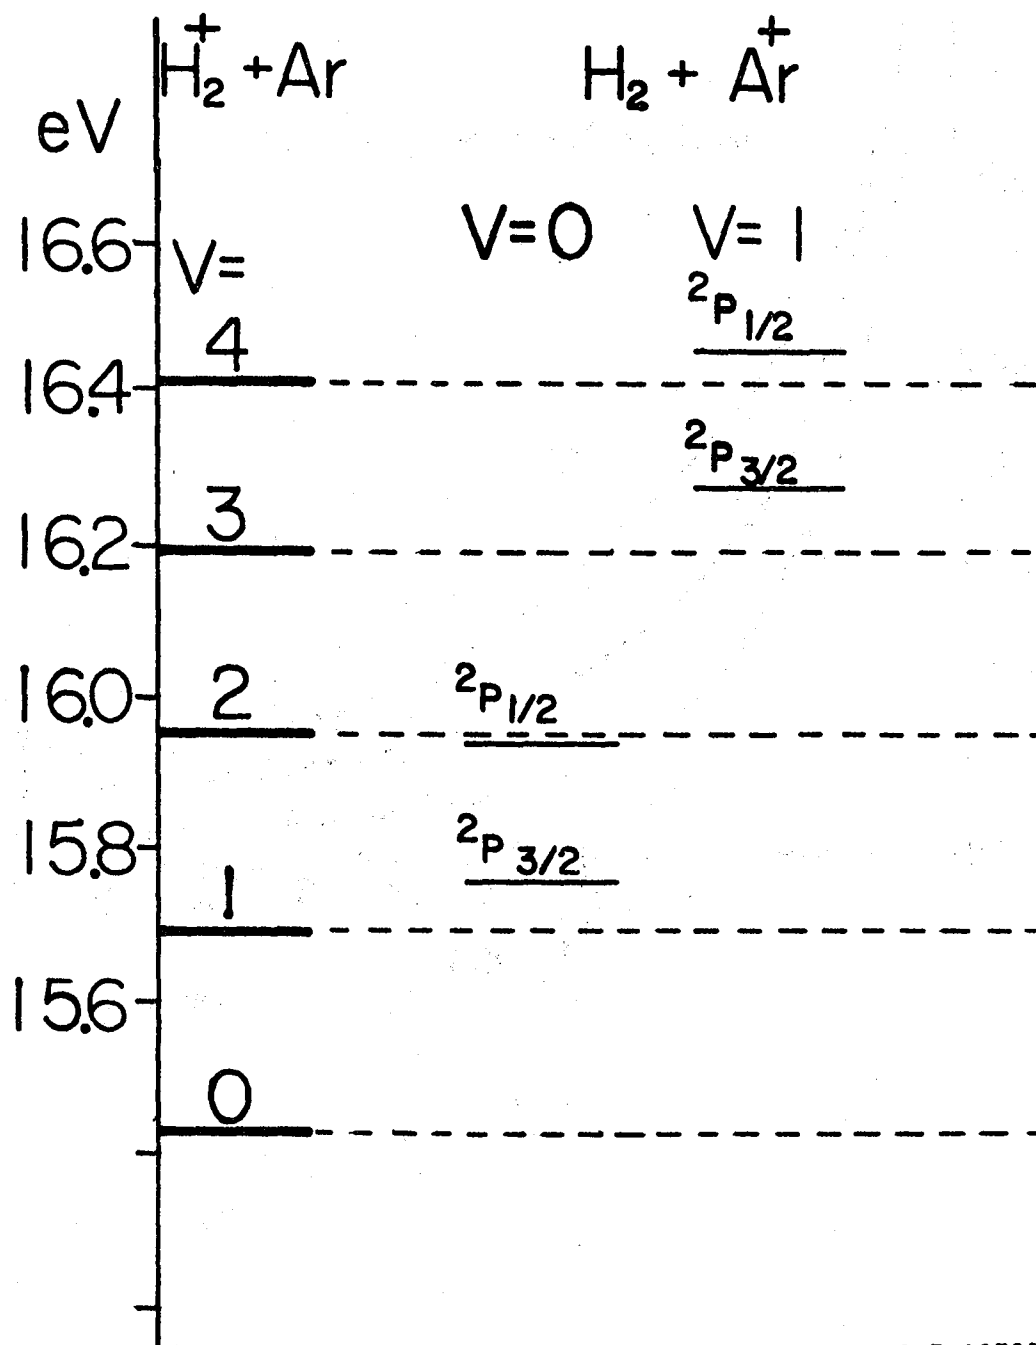 H₂⁺ + Ar H₂ + Ar⁺
eV
16.6 V= V=0 V=1
²P1/2
4
16.4
²P3/2
3
16.2
16.0 2 ²P1/2
15.8 ²P3/2
1
15.6
0